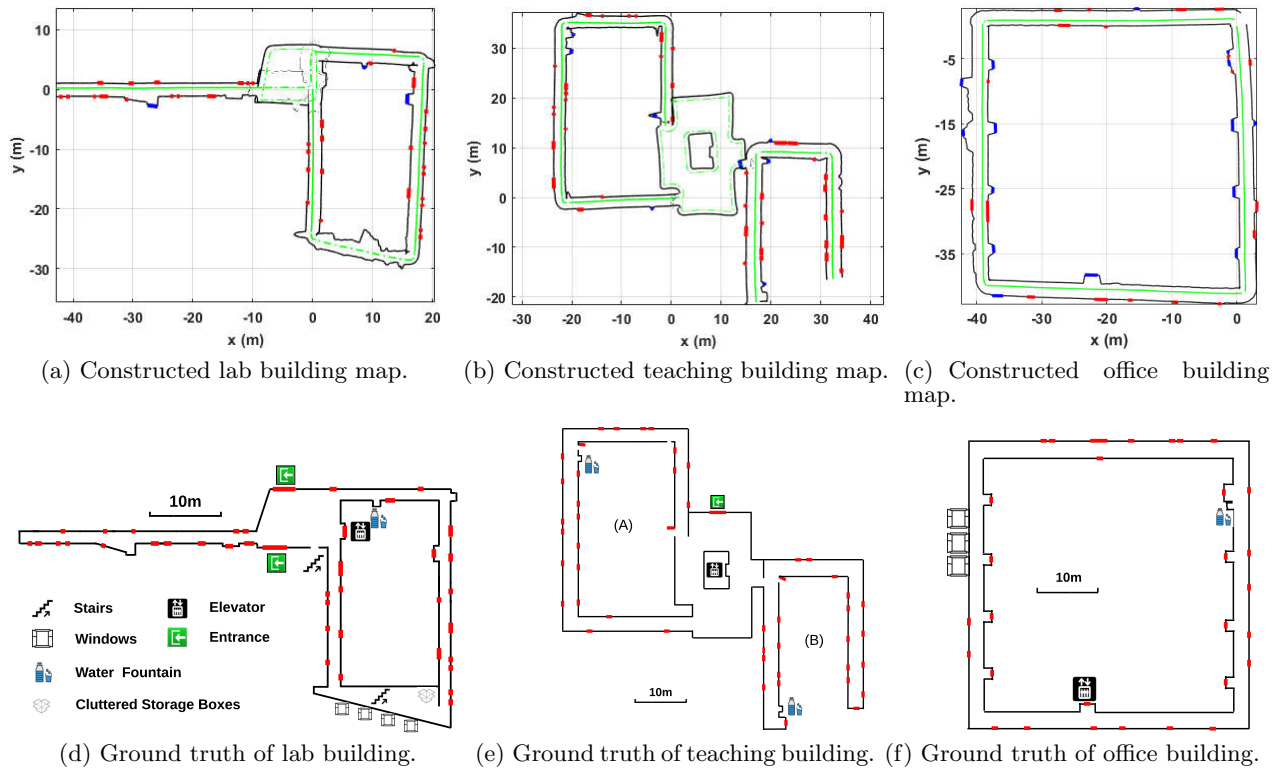 10
0
-10
-20
-30
y (m)
-40 -30 -20 -10 0 10 20
x (m)
30
20
10
0
-10
-20
y (m)
-30 -20 -10 0 10 20 30 40
x (m)
-5
-15
-25
-35
y (m)
-40 -30 -20 -10 0
x (m)
(a) Constructed lab building map.
(b) Constructed teaching building map.
(c) Constructed office building
map.
10m
Stairs
Elevator
Windows
Entrance
Water Fountain
Cluttered Storage Boxes
(A)
(B)
10m
10m
(d) Ground truth of lab building.
(e) Ground truth of teaching building.
(f) Ground truth of office building.